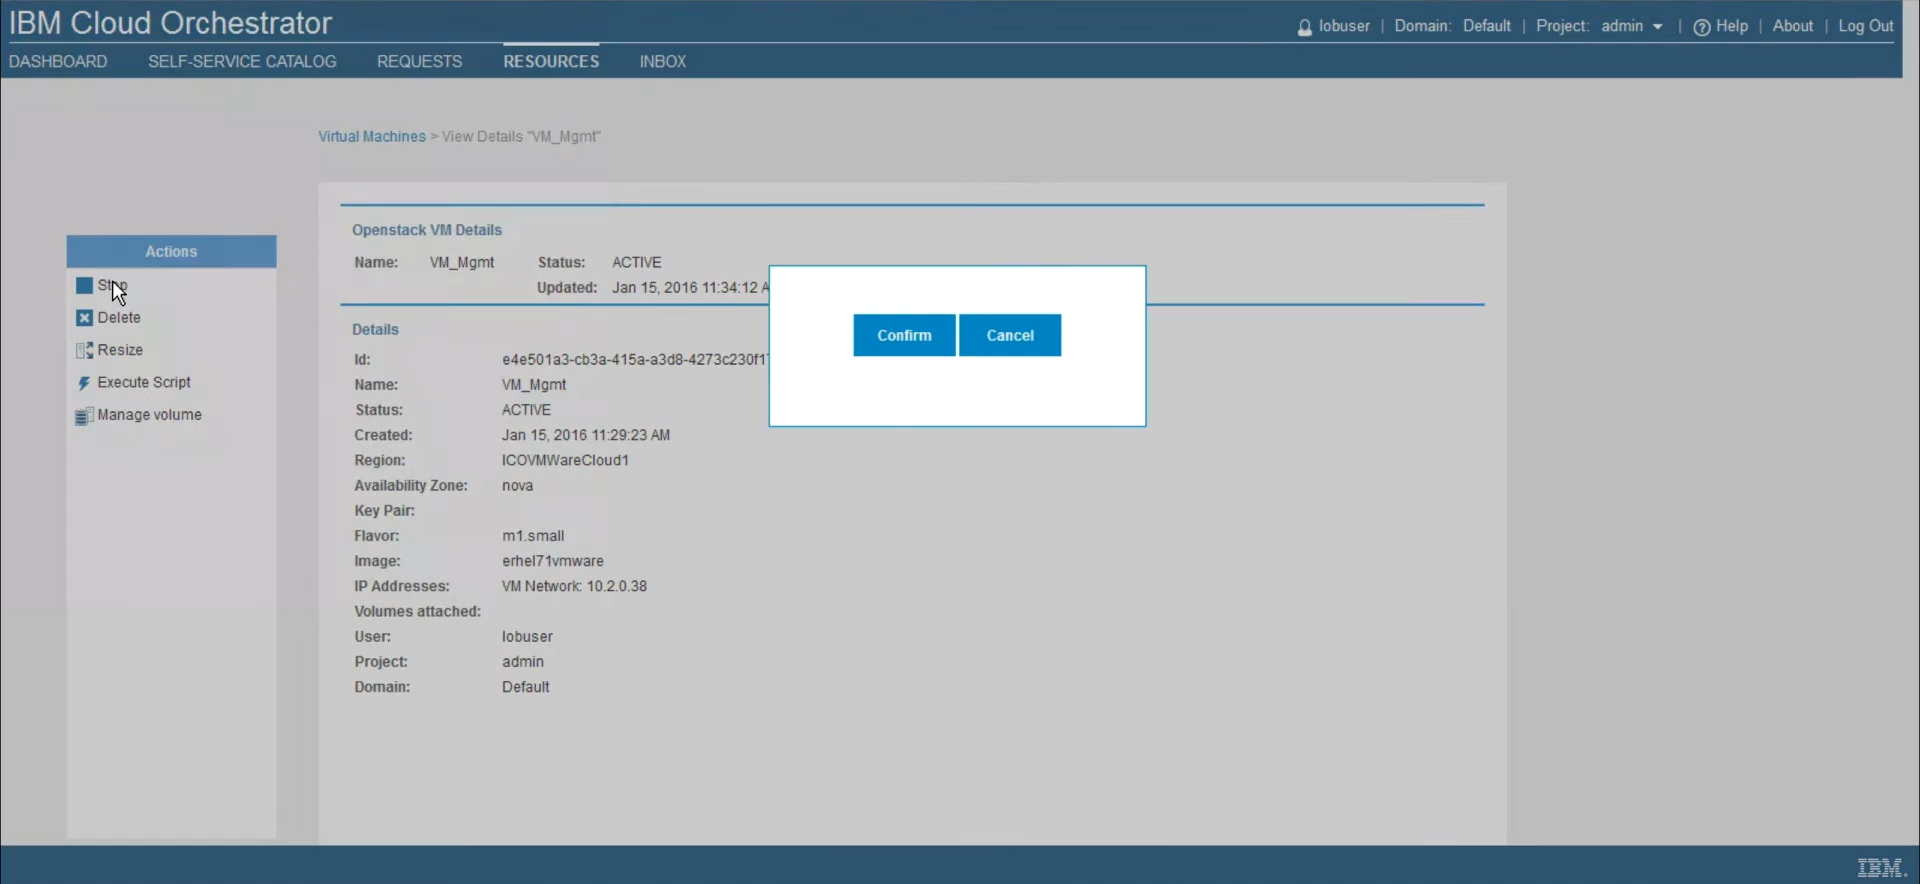 IBM Cloud Orchestrator
lobuser | Domain: Default | Project: admin | Help | About | Log Out
DASHBOARD SELF-SERVICE CATALOG REQUESTS RESOURCES INBOX
Virtual Machines > View Details "VM_Mgmt"
Actions
Stop
Delete
Resize
Execute Script
Manage volume
Openstack VM Details
Name: VM_Mgmt Status: ACTIVE
Updated: Jan 15, 2016 11:34:12
Confirm Cancel
Details
Id: e4e501a3-cb3a-415a-a3d8-4273c230f1
Name: VM_Mgmt
Status: ACTIVE
Created: Jan 15, 2016 11:29:23 AM
Region: ICOVMWareCloud1
Availability Zone: nova
Key Pair:
Flavor: m1.small
Image: erhel71vmware
IP Addresses: VM Network: 10.2.0.38
Volumes attached:
User: lobuser
Project: admin
Domain: Default
IBM.